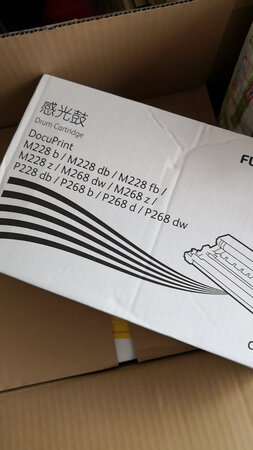 感光鼓
Drum Cartridge
DocuPrint
M228 b / M228 db / M228 fb /
M228 z / M268 dw / M268 z /
P228 db / P268 b / P268 d / P268 dw
FU